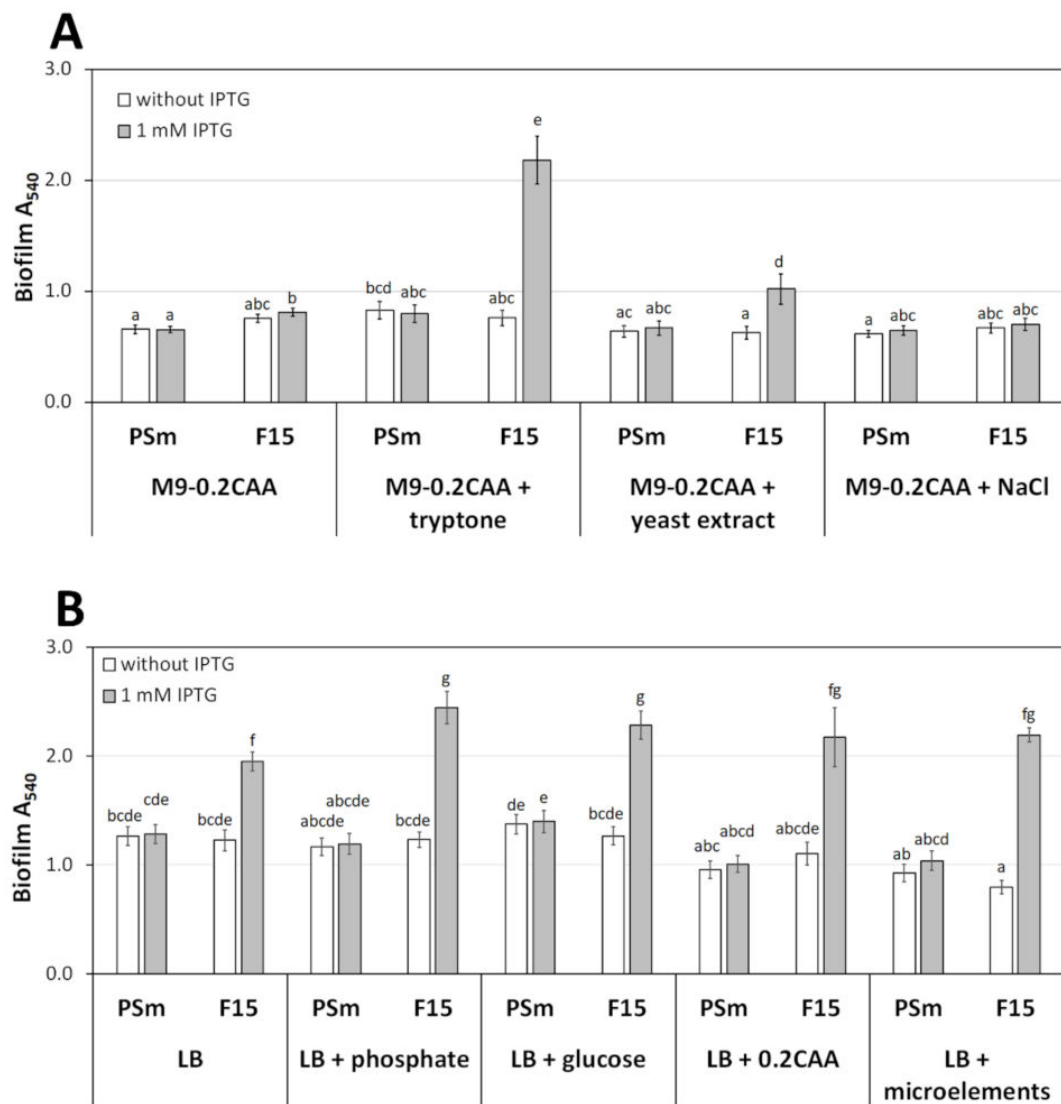 A
3.0
without IPTG
1 mM IPTG
e
2.0
Biofilm A540
d
bcd abc abc
abc b
a a
ac abc a
a abc abc abc
1.0
0.0
PSm F15 PSm F15 PSm F15 PSm F15
M9-0.2CAA M9-0.2CAA + M9-0.2CAA + M9-0.2CAA + NaCl
tryptone yeast extract
B
3.0
without IPTG
1 mM IPTG
g g fg fg
f
2.0
Biofilm A540
bcde cde bcde abcde abcde bcde de e bcde abc abcd abcde ab abcd a
1.0
0.0
PSm F15 PSm F15 PSm F15 PSm F15 PSm F15
LB LB + phosphate LB + glucose LB + 0.2CAA LB +
microelements